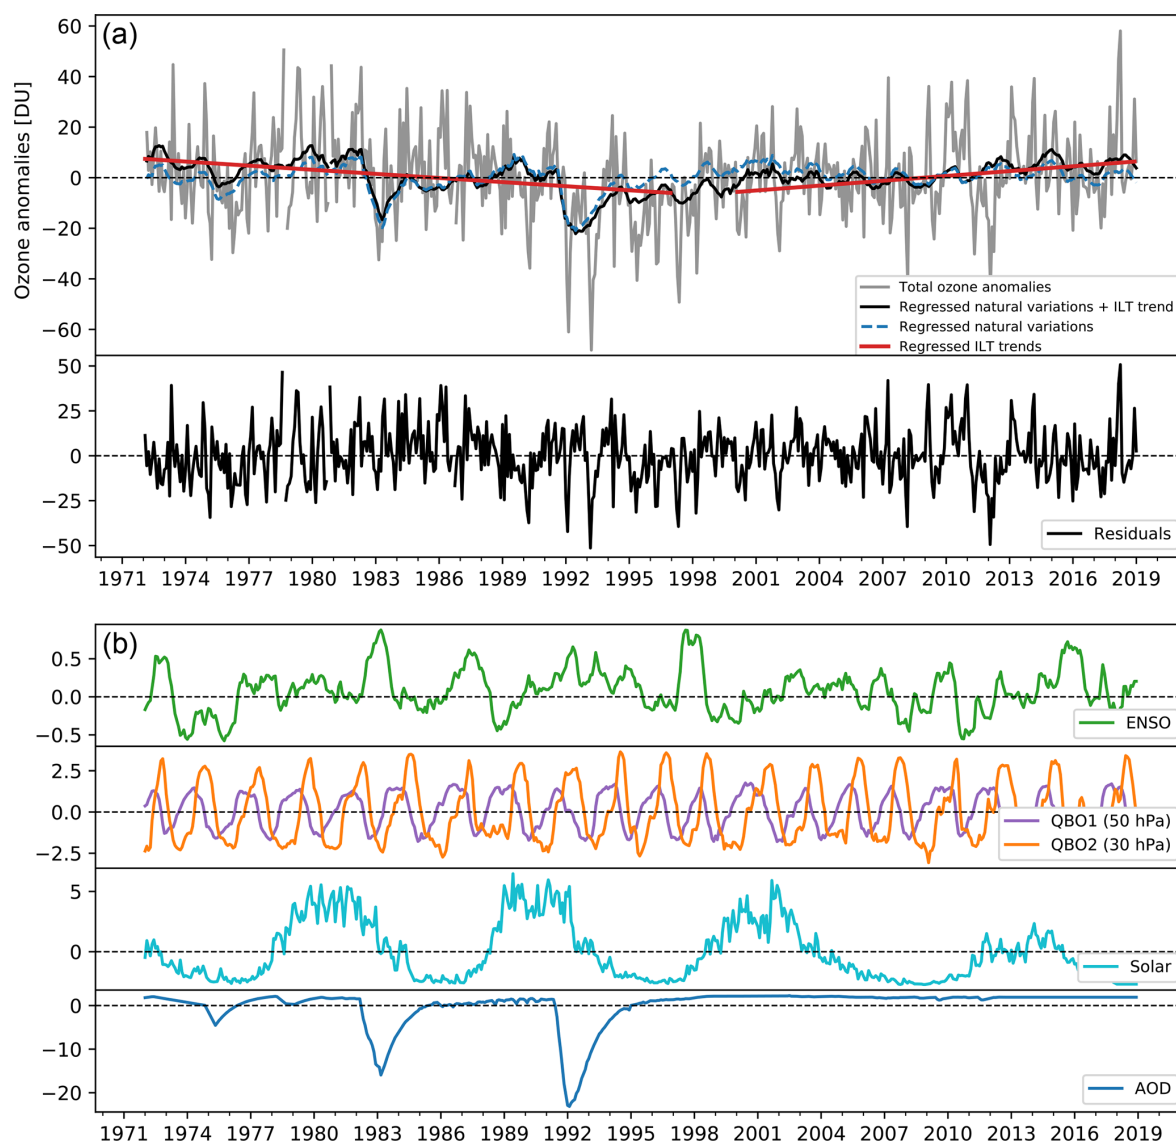 (a)
Ozone anomalies [DU]
60
40
20
0
−20
−40
−60
Total ozone anomalies
Regressed natural variations + ILT trend
Regressed natural variations
Regressed ILT trends
50
25
0
−25
−50
Residuals
1971 1974 1977 1980 1983 1986 1989 1992 1995 1998 2001 2004 2007 2010 2013 2016 2019
(b)
0.5
0.0
−0.5
ENSO
2.5
0.0
−2.5
QBO1 (50 hPa)
QBO2 (30 hPa)
5
0
Solar
0
−10
−20
AOD
1971 1974 1977 1980 1983 1986 1989 1992 1995 1998 2001 2004 2007 2010 2013 2016 2019